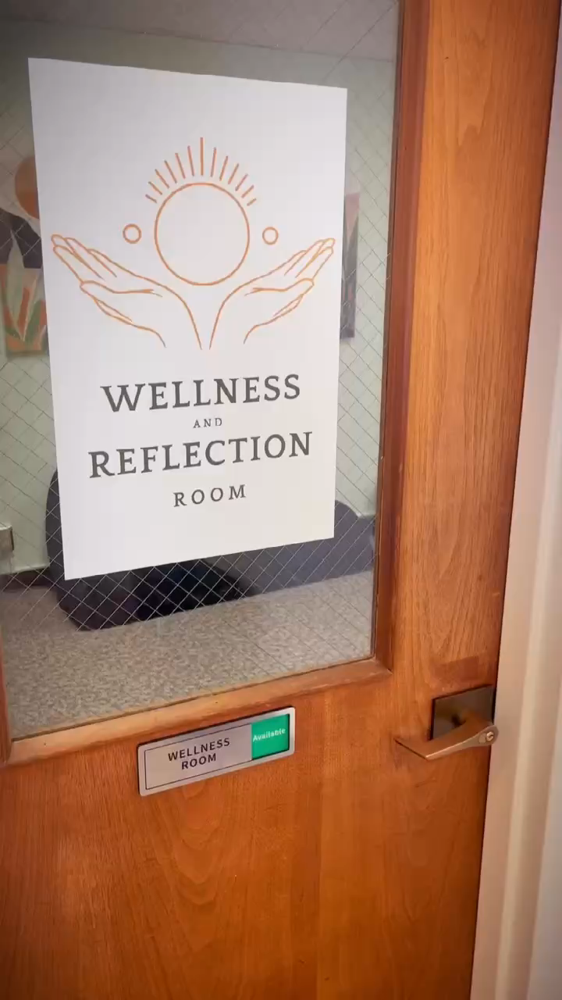 WELLNESS
AND
REFLECTION
ROOM
WELLNESS
ROOM
Available